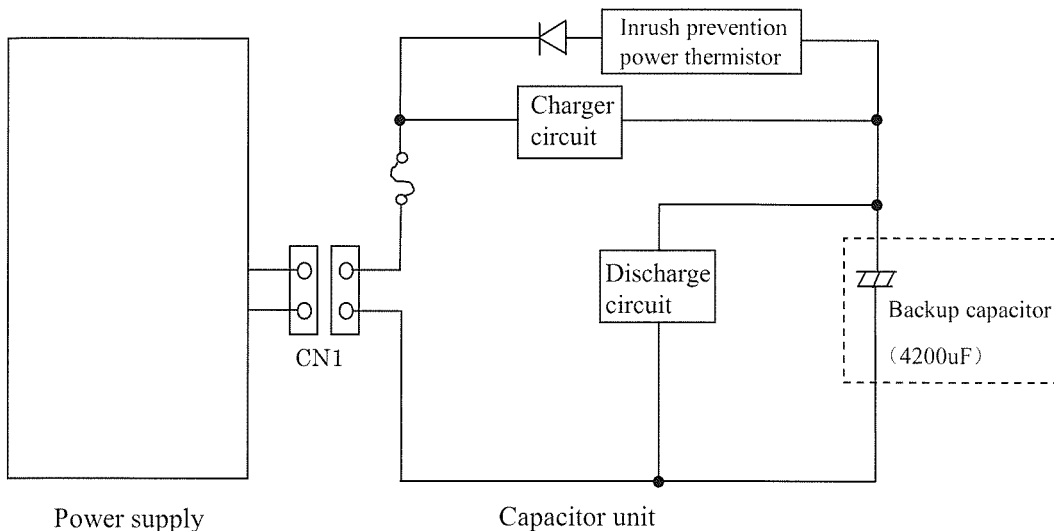 Inrush prevention
power thermistor
Charger
circuit
Discharge
circuit
Backup capacitor
（4200uF）
CN1
Power supply
Capacitor unit